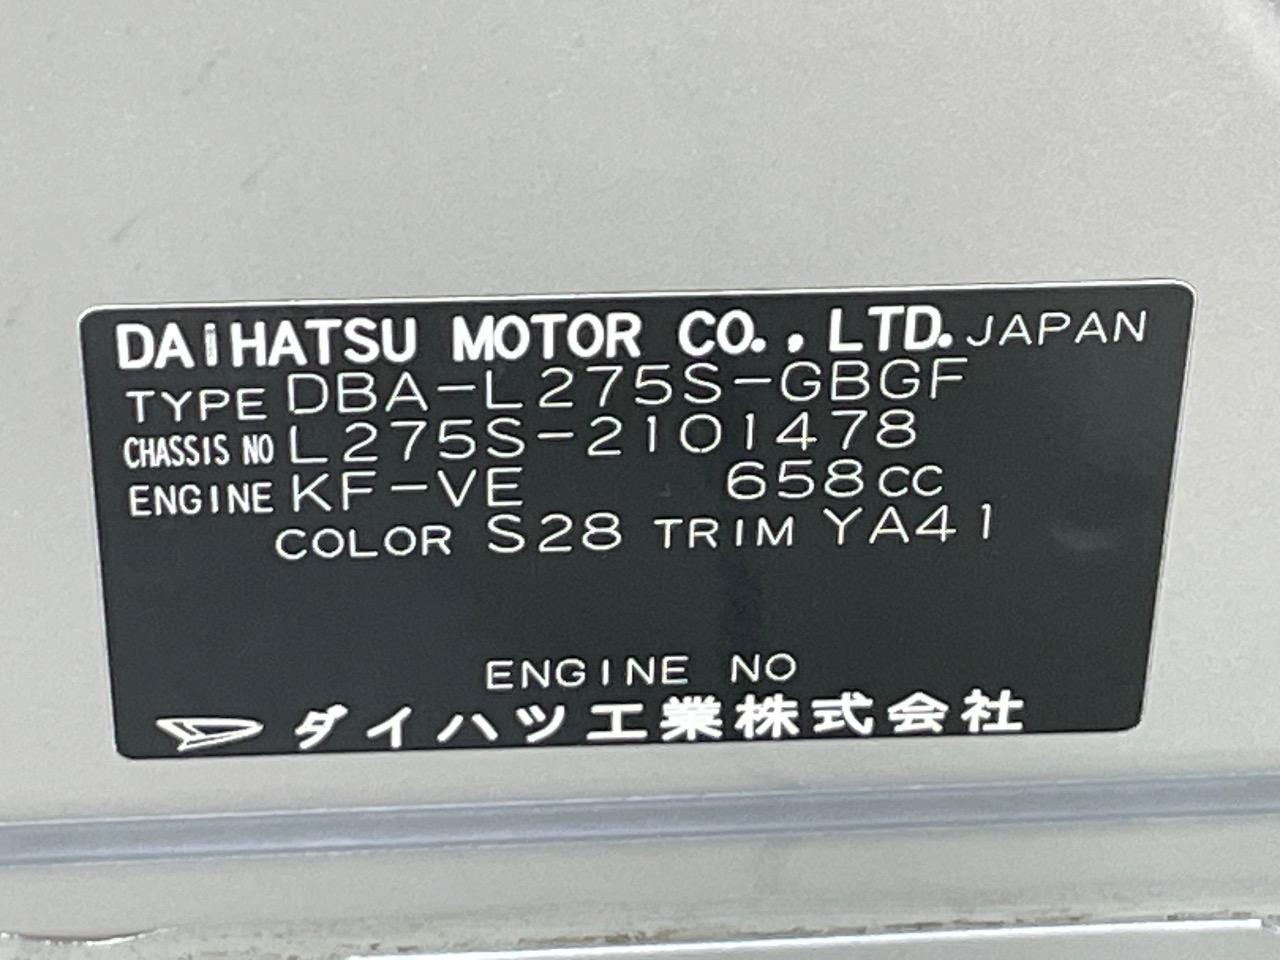 DAiHATSU MOTOR CO., LTD. JAPAN
TYPE DBA-L275S-GBGF
CHASSIS NO L275S-2101478
ENGINE KF-VE 658CC
COLOR S28 TRIM YA41
ENGINE NO
ダイハツ工業株式会社